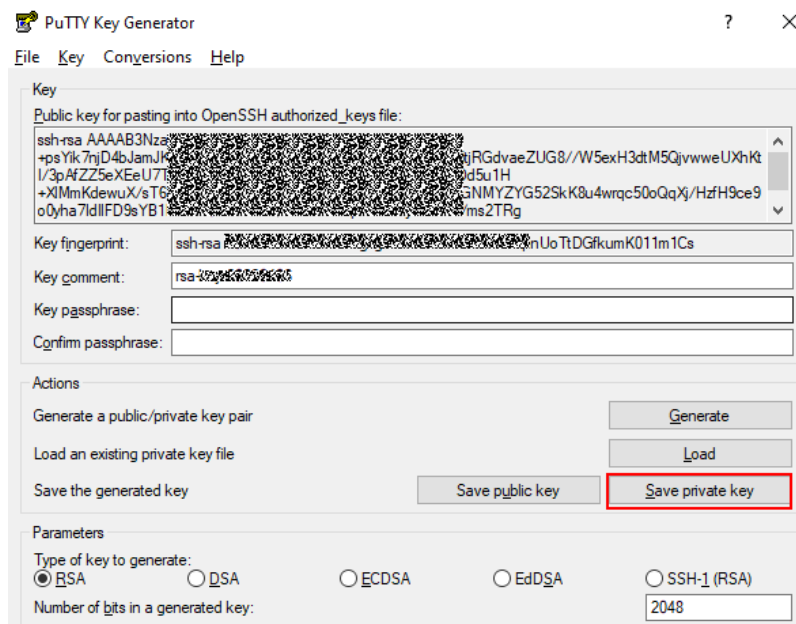 PuTTY Key Generator
?
File Key Conversions Help
Key
Public key for pasting into OpenSSH authorized_keys file:
ssh-rsa AAAAB3Nza
+psYik7njD4bJamJK tjRGdvaeZUG8//W5exH3dtM5QjvwweUXhKt
I/3pAfZZ5eXEeU7T 0d5u1H
+XIMmKdewuX/sT6 GNMYZYG52SkK8u4wrqc50oQqXj/HzfH9ce9
o0yha7IdIIFD9sYB1 /ms2TRg
Key fingerprint: ssh-rsa nUoTtDGfkumK011m1Cs
Key comment: rsa-
Key passphrase:
Confirm passphrase:
Actions
Generate a public/private key pair Generate
Load an existing private key file Load
Save the generated key Save public key Save private key
Parameters
Type of key to generate:
RSA DSA ECDSA EdDSA SSH-1 (RSA)
Number of bits in a generated key: 2048